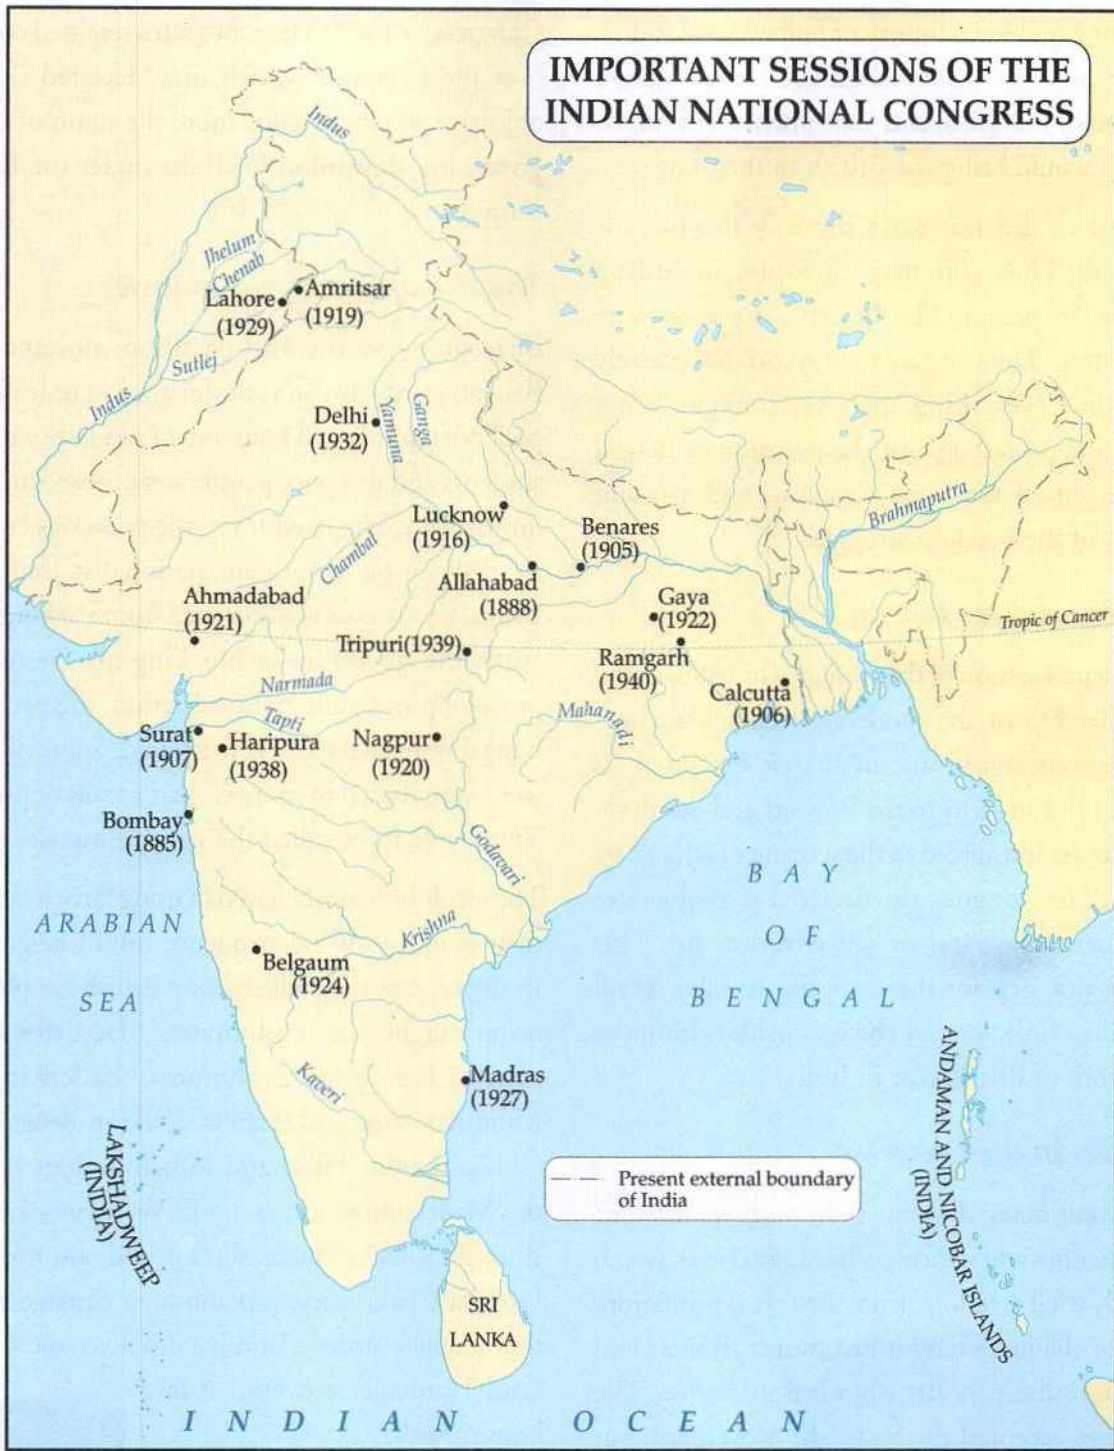 IMPORTANT SESSIONS OF THE
INDIAN NATIONAL CONGRESS
Indus
Jhelum
Chenab
Lahore
(1929)
Amritsar
(1919)
Sutlej
Indus
Delhi
(1932)
Yamuna
Ganga
Lucknow
(1916)
Benares
(1905)
Brahmaputra
Chambal
Allahabad
(1888)
Ahmadabad
(1921)
Gaya
(1922)
Tropic of Cancer
Tripuri(1939)
Ramgarh
(1940)
Narmada
Calcutta
(1906)
Tapti
Mahanadi
Surat
(1907)
Haripura
(1938)
Nagpur
(1920)
Bombay
(1885)
Godavari
BAY
OF
BENGAL
ARABIAN
SEA
Krishna
Belgaum
(1924)
Madras
(1927)
Kaveri
LAKSHADWEEP
(INDIA)
ANDAMAN AND NICOBAR ISLANDS
(INDIA)
Present external boundary
of India
SRI
LANKA
INDIAN OCEAN